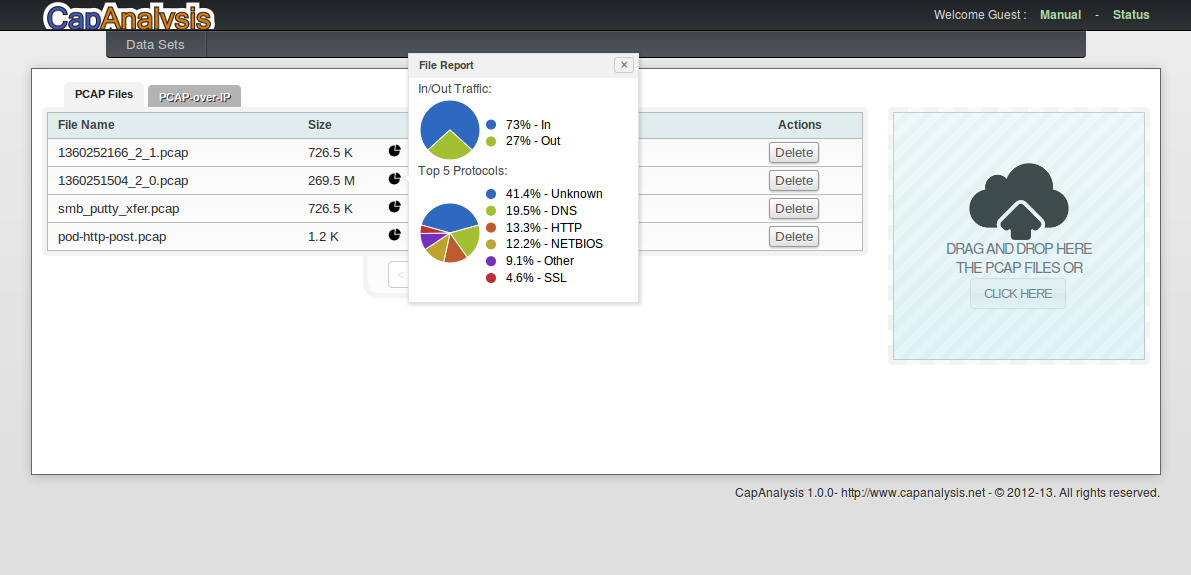 CapAnalysis
Welcome Guest : Manual - Status
Data Sets
PCAP Files
PCAP-over-IP
File Name Size Actions
1360252166_2_1.pcap 726.5 K Delete
1360251504_2_0.pcap 269.5 M Delete
smb_putty_xfer.pcap 726.5 K Delete
pod-http-post.pcap 1.2 K Delete
<
File Report ×
In/Out Traffic:
73% - In
27% - Out
Top 5 Protocols:
41.4% - Unknown
19.5% - DNS
13.3% - HTTP
12.2% - NETBIOS
9.1% - Other
4.6% - SSL
DRAG AND DROP HERE
THE PCAP FILES OR
CLICK HERE
CapAnalysis 1.0.0- http://www.capanalysis.net - © 2012-13. All rights reserved.